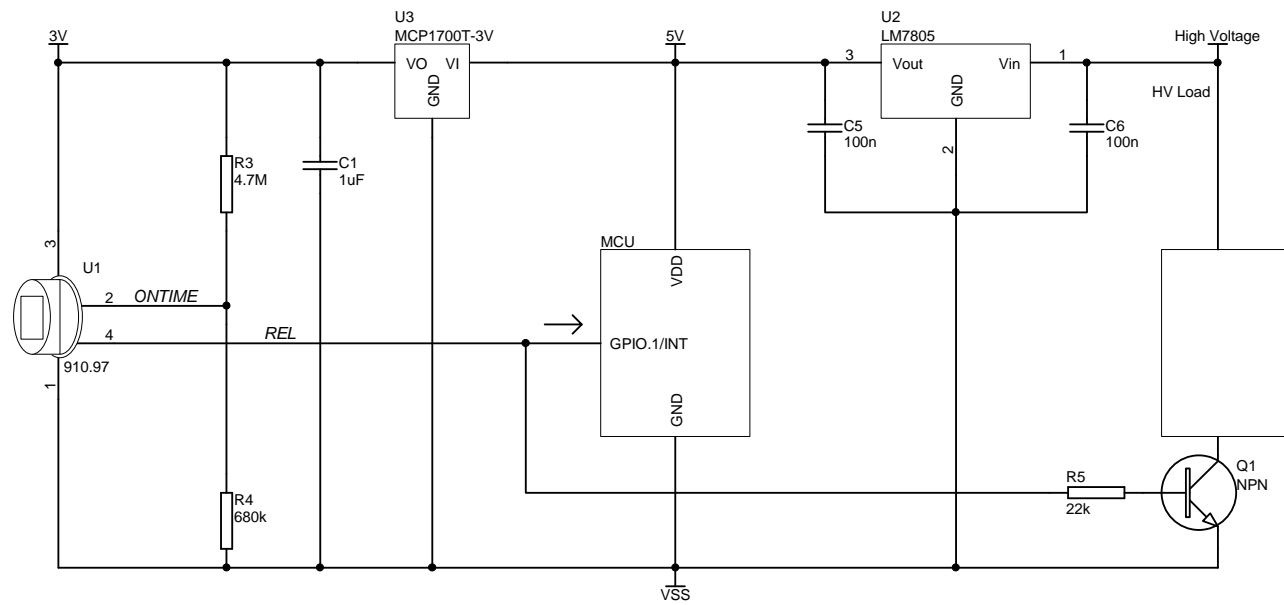 3V
U3
MCP1700T-3V
VO VI
GND
5V
U2
LM7805
3 Vout Vin 1
GND
2
High Voltage
HV Load
C5
100n
C6
100n
R3
4.7M
C1
1uF
3
U1
2 ONTIME
4 REL
910.97
1
MCU
VDD
GPIO.1/INT
GND
R4
680k
R5
22k
Q1
NPN
VSS